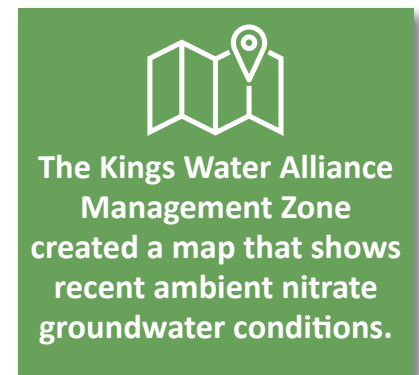 The Kings Water Alliance
Management Zone
created a map that shows
recent ambient nitrate
groundwater conditions.